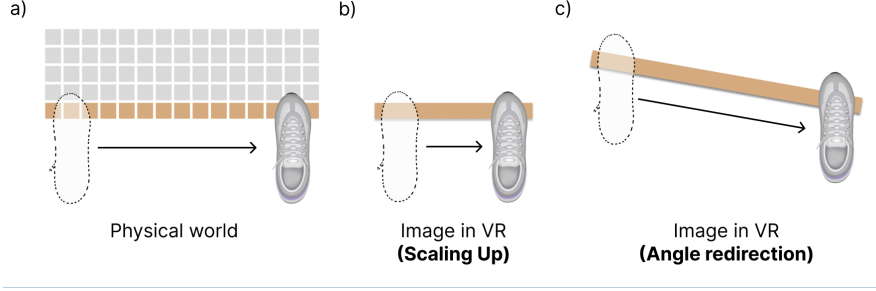 a)
b)
c)
Physical world
Image in VR
(Scaling Up)
Image in VR
(Angle redirection)